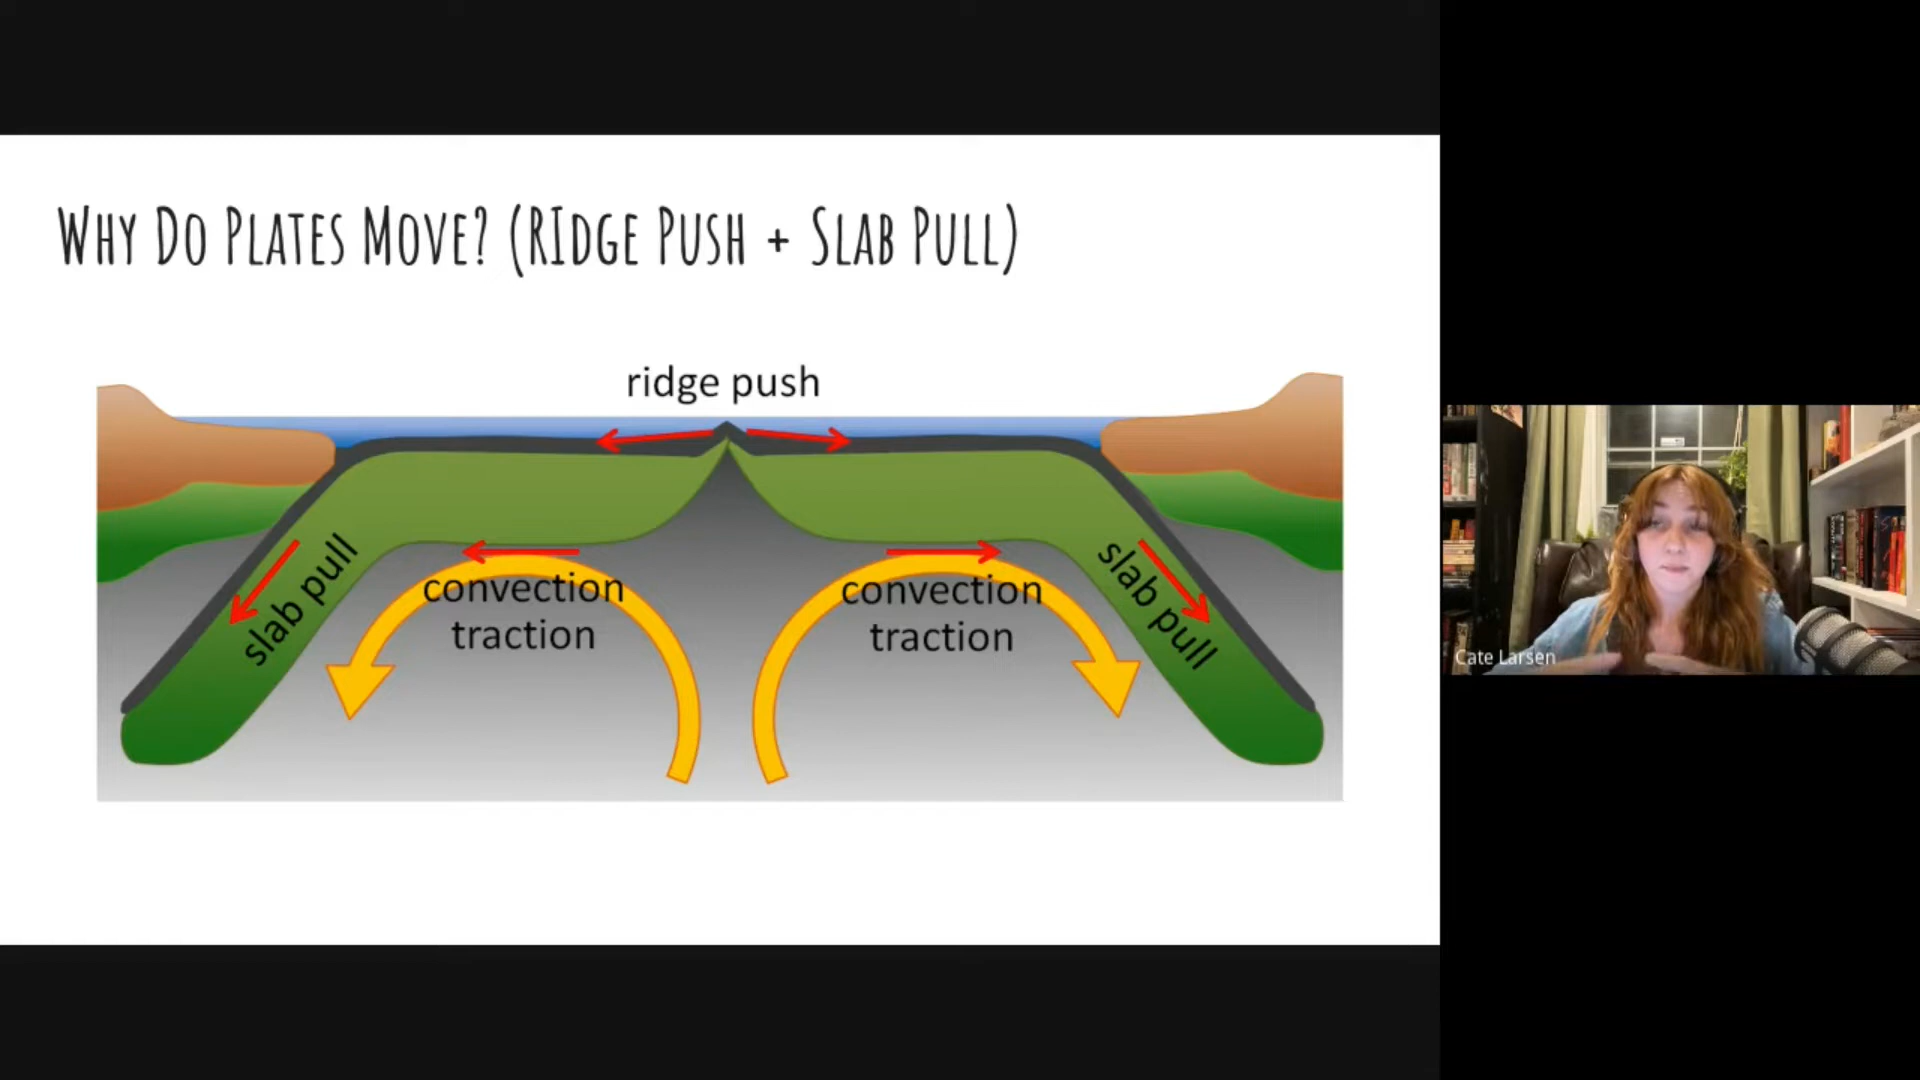 WHY DO PLATES MOVE? (RIDGE PUSH + SLAB PULL)
ridge push
slab pull
convection
traction
convection
traction
slab pull
Cate Larsen